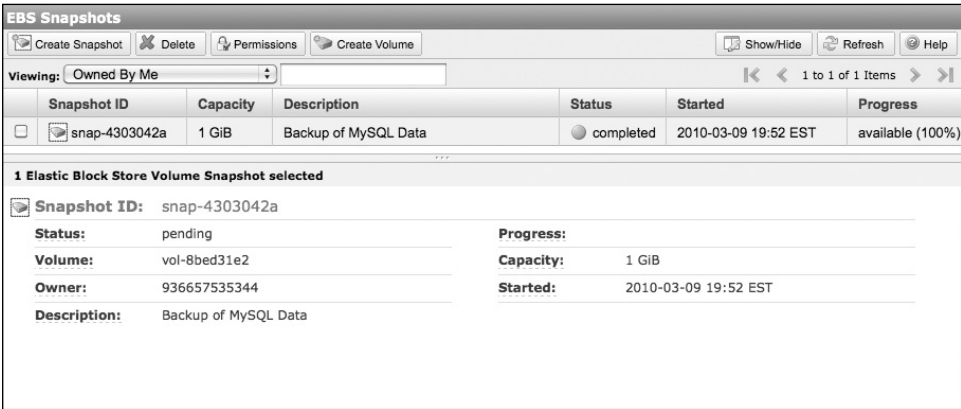 EBS Snapshots
Create Snapshot Delete Permissions Create Volume Show/Hide Refresh Help
Viewing: Owned By Me 1 to 1 of 1 Items
Snapshot ID Capacity Description Status Started Progress
snap-4303042a 1 GiB Backup of MySQL Data completed 2010-03-09 19:52 EST available (100%)
1 Elastic Block Store Volume Snapshot selected
Snapshot ID: snap-4303042a
Status: pending Progress:
Volume: vol-8bed31e2 Capacity: 1 GiB
Owner: 936657535344 Started: 2010-03-09 19:52 EST
Description: Backup of MySQL Data